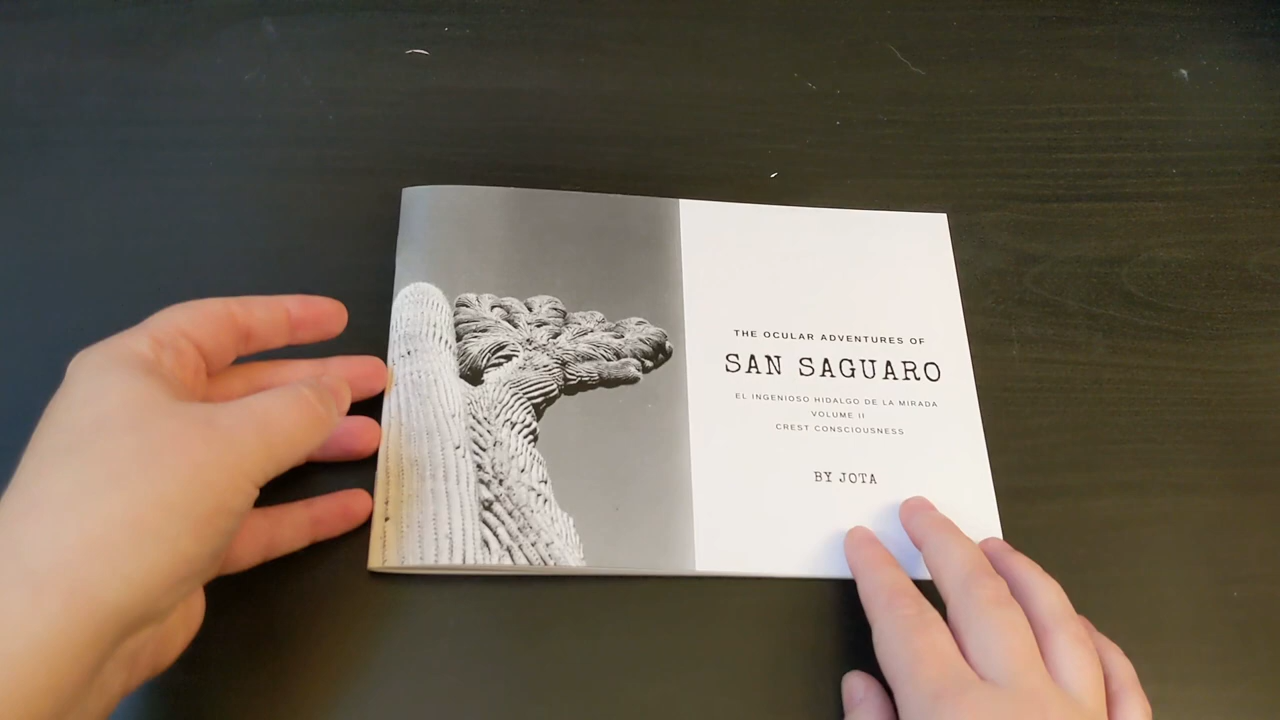 THE OCULAR ADVENTURES OF
SAN SAGUARO
EL INGENIOSO HIDALGO DE LA MIRADA
VOLUME II
CREST CONSCIOUSNESS
BY JOTA